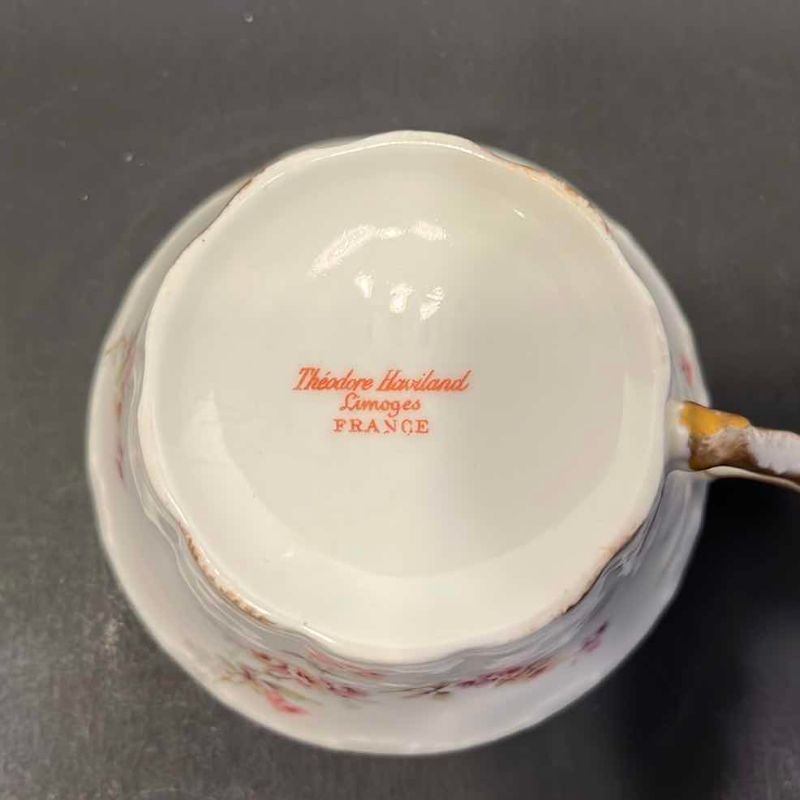 Théodore Haviland
Limoges
FRANCE